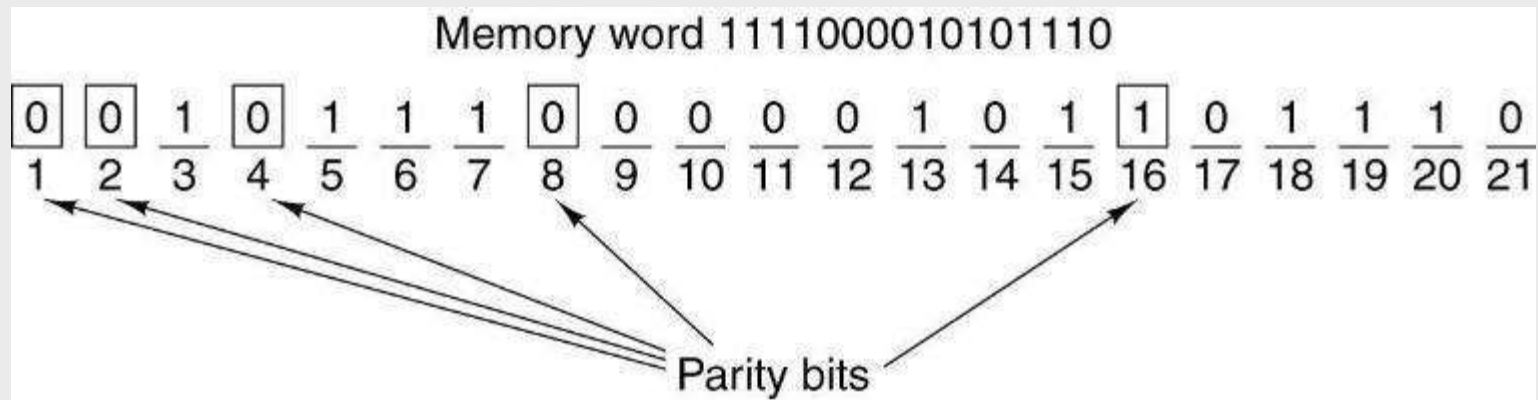 Memory word 1111000010101110
0 0 1 0 1 1 1 0 0 0 0 0 1 0 1 1 0 1 1 1 0
1 2 3 4 5 6 7 8 9 10 11 12 13 14 15 16 17 18 19 20 21
Parity bits